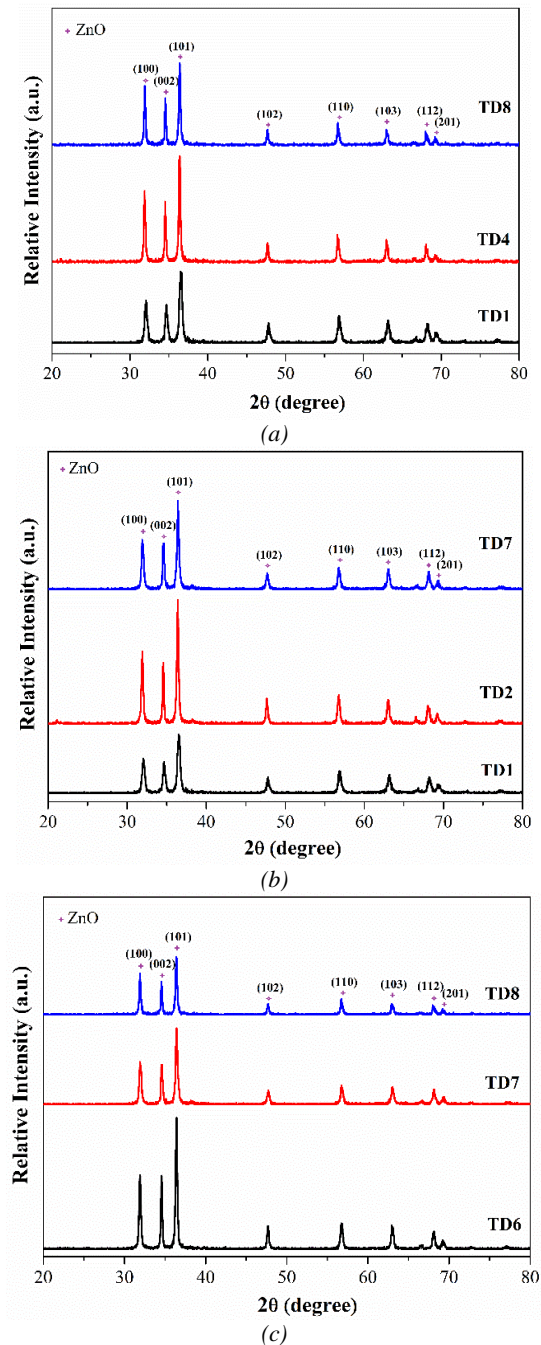 + ZnO
(101)
(100)
(002)
(102)
(110)
(103)
(112)
(201)
TD8
TD4
TD1
Relative Intensity (a.u.)
20 30 40 50 60 70 80
2θ (degree)
(a)
+ ZnO
(101)
(100)
(002)
(102)
(110)
(103)
(112)
(201)
TD7
TD2
TD1
Relative Intensity (a.u.)
20 30 40 50 60 70 80
2θ (degree)
(b)
+ ZnO
(101)
(100)
(002)
(102)
(110)
(103)
(112)
(201)
TD8
TD7
TD6
Relative Intensity (a.u.)
20 30 40 50 60 70 80
2θ (degree)
(c)